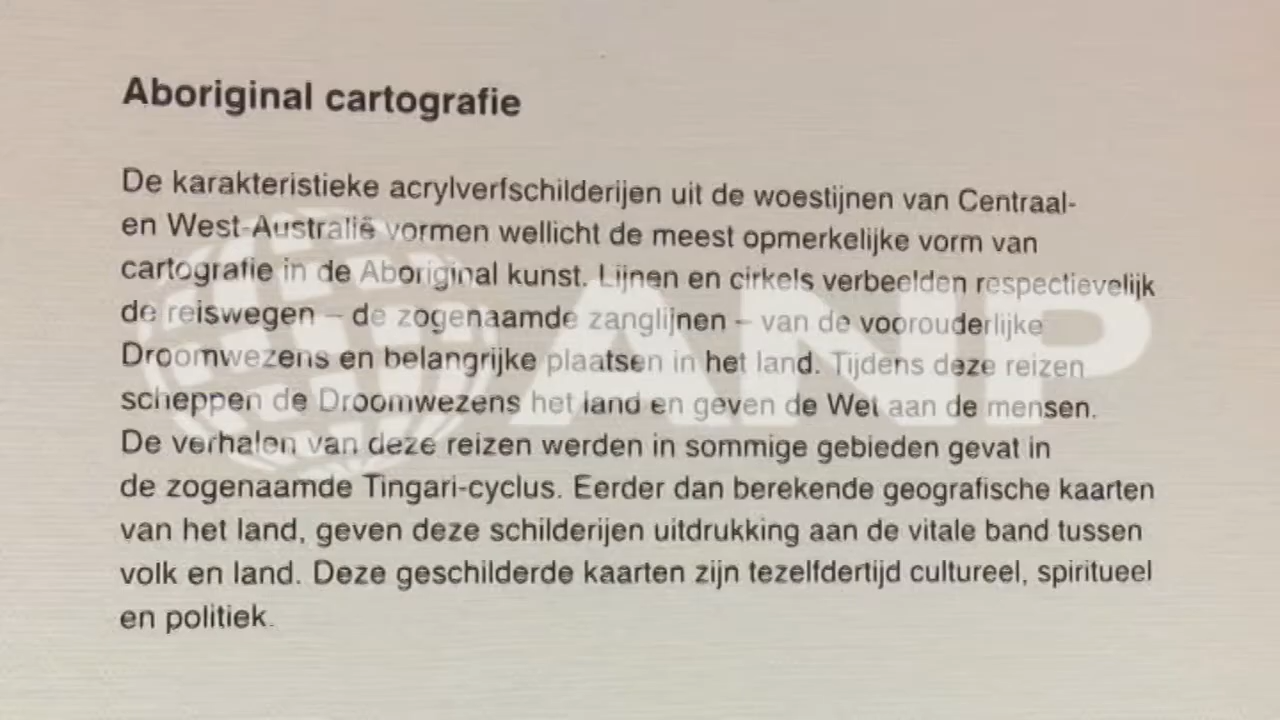 Aboriginal cartografie
De karakteristieke acrylverfschilderijen uit de woestijnen van Centraal-
en West-Australië vormen wellicht de meest opmerkelijke vorm van
cartografie in de Aboriginal kunst. Lijnen en cirkels verbeelden respectievelijk
de reiswegen – de zogenaamde zanglijnen – van de voorouderlijke
Droomwezens en belangrijke plaatsen in het land. Tijdens deze reizen
scheppen de Droomwezens het land en geven de Wet aan de mensen.
De verhalen van deze reizen werden in sommige gebieden gevat in
de zogenaamde Tingari-cyclus. Eerder dan berekende geografische kaarten
van het land, geven deze schilderijen uitdrukking aan de vitale band tussen
volk en land. Deze geschilderde kaarten zijn tezelfdertijd cultureel, spiritueel
en politiek.
ANP